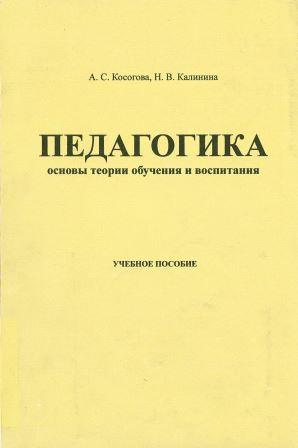 А. С. Косогова, Н. В. Калинина
ПЕДАГОГИКА
основы теории обучения и воспитания
УЧЕБНОЕ ПОСОБИЕ